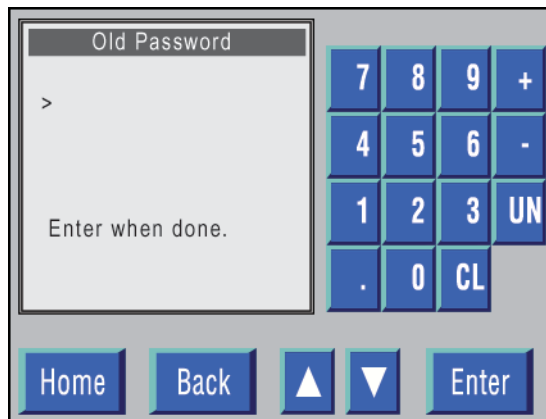 Old Password
>
Enter when done.
7 8 9 +
4 5 6 -
1 2 3 UN
. 0 CL
Home Back Enter